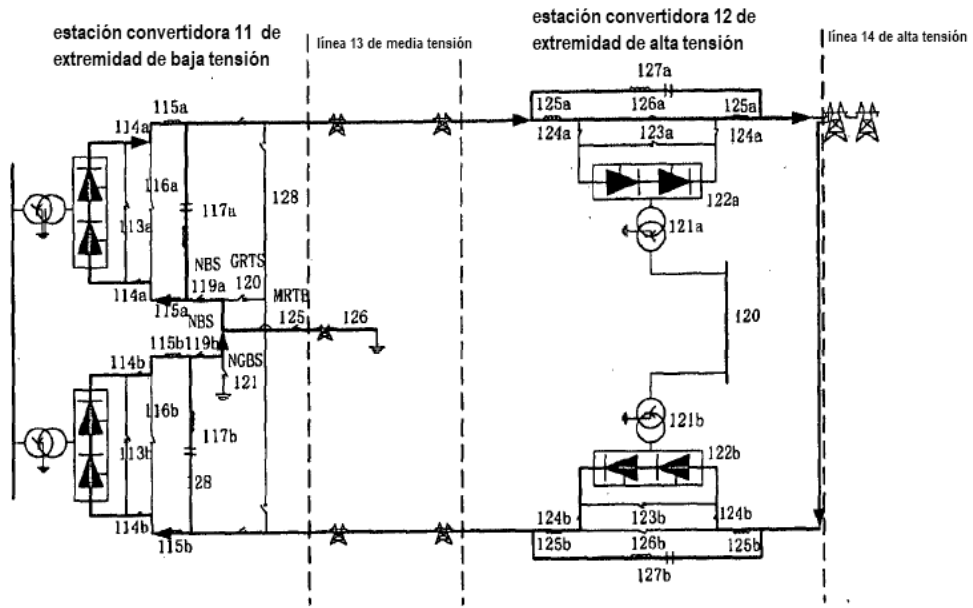 estación convertidora 11 de
extremidad de baja tensión
línea 13 de media tensión
estación convertidora 12 de
extremidad de alta tensión
línea 14 de alta tensión
127a
125a 126a 125a
124a 123a 124a
122a
121a
120
121b
122b
124b 123b 124b
125b 126b 125b
127b
115a
114a
116a
117a
113a
128
NBS GRTS
119a 120
114a
115a
MRTB
NBS 125 126
115b 119b
NGBS
121
114b
116b
117b
113b
128
114b
115b